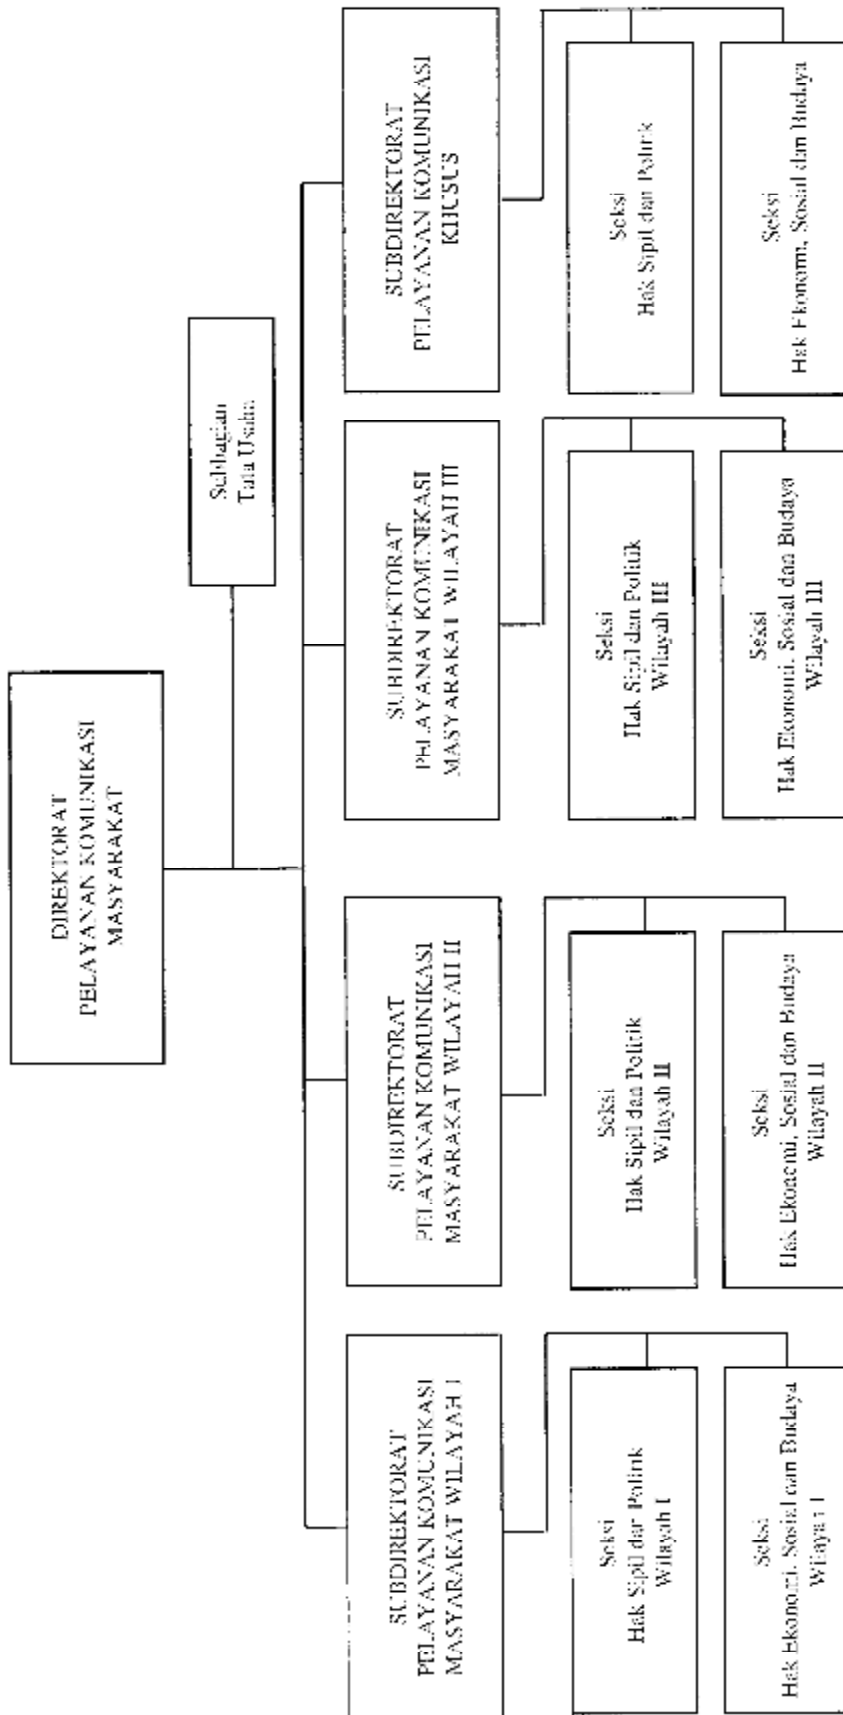 DIREKTORAT
PELAYANAN KOMUNIKASI
MASYARAKAT
Subbagian
Tata Usaha
SUBDIREKTORAT
PELAYANAN KOMUNIKASI
MASYARAKAT WILAYAH I
SUBDIREKTORAT
PELAYANAN KOMUNIKASI
MASYARAKAT WILAYAH II
SUBDIREKTORAT
PELAYANAN KOMUNIKASI
MASYARAKAT WILAYAH III
SUBDIREKTORAT
PELAYANAN KOMUNIKASI
KHUSUS
Seksi
Hak Sipil dan Politik
Wilayah I
Seksi
Hak Sipil dan Politik
Wilayah II
Seksi
Hak Sipil dan Politik
Wilayah III
Seksi
Hak Sipil dan Politik
Seksi
Hak Ekonomi, Sosial dan Budaya
Wilayah I
Seksi
Hak Ekonomi, Sosial dan Budaya
Wilayah II
Seksi
Hak Ekonomi, Sosial dan Budaya
Wilayah III
Seksi
Hak Ekonomi, Sosial dan Budaya